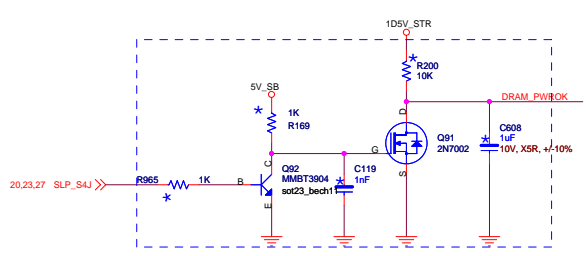 1D5V_STR
R200
10K
DRAM_PWROK
5V_SB
1K
R169
D
C608
1uF
10V, X5R, +/-10%
G
Q91
2N7002
S
C
Q92
MMBT3904
sot23_bech11
C119
1nF
20,23,27 SLP_S4J
R965
1K
B
E